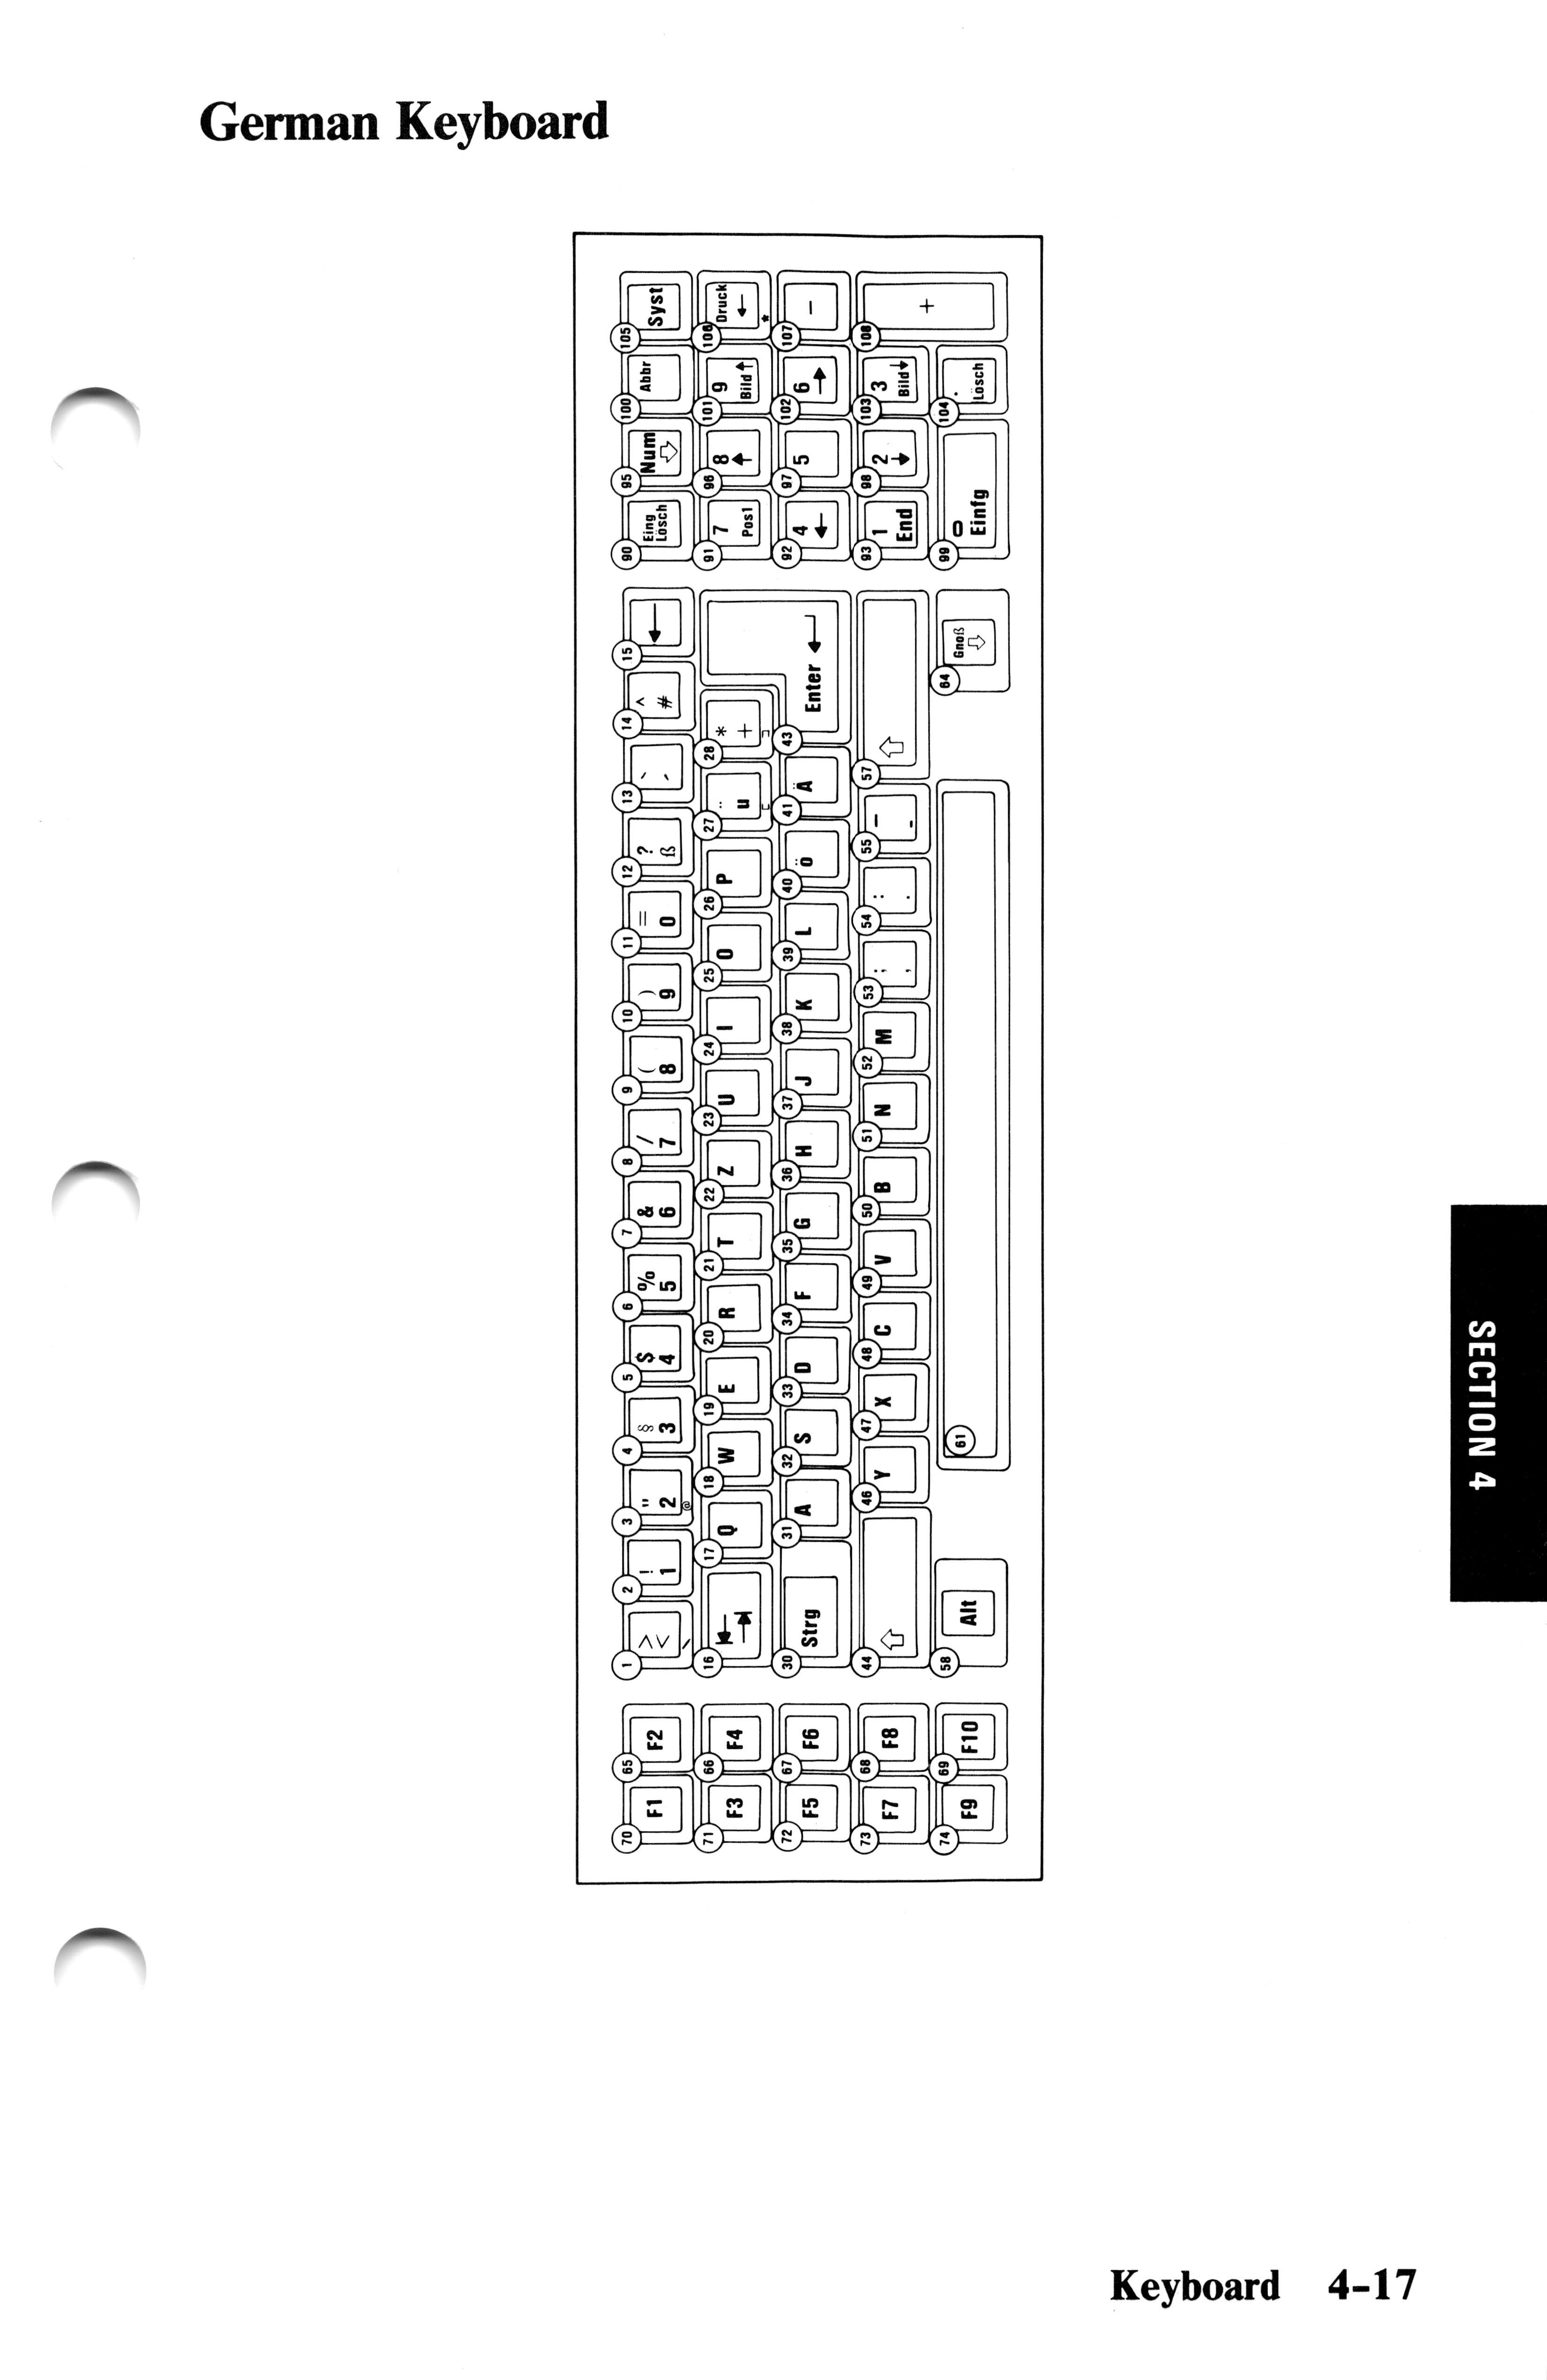 German Keyboard
70 F1 65 F2 1 > < \ 2 ! 1 3 " 2 @ 4 § 3 5 $ 4 6 % 5 7 & 6 8 / 7 9 ( 8 10 ) 9 11 = 0 12 ? ß 13 ` ´ 14 ^ # 15 ← 90 Eing Lösch 95 Num ⇩ 100 Abbr 105 Syst
71 F3 66 F4 16 ⇤ ⇥ 17 Q 18 W 19 E 20 R 21 T 22 Z 23 U 24 I 25 O 26 P 27 ü [ 28 * + ] 91 7 Pos1 96 8 ↑ 101 9 Bild ↑ 106 Druck ← *
72 F5 67 F6 30 Strg 31 A 32 S 33 D 34 F 35 G 36 H 37 J 38 K 39 L 40 ö 41 Ä 43 Enter ↵ 92 4 ← 97 5 102 6 → 107 -
73 F7 68 F8 44 ⇧ 46 Y 47 X 48 C 49 V 50 B 51 N 52 M 53 ; , 54 : . 55 _ - 57 ⇧ 93 1 End 98 2 ↓ 103 3 Bild ↓ 108 +
74 F9 69 F10 58 Alt 61 64 Gnoß ⇩ 99 0 Einfg 104 . Lösch
SECTION 4
Keyboard 4-17